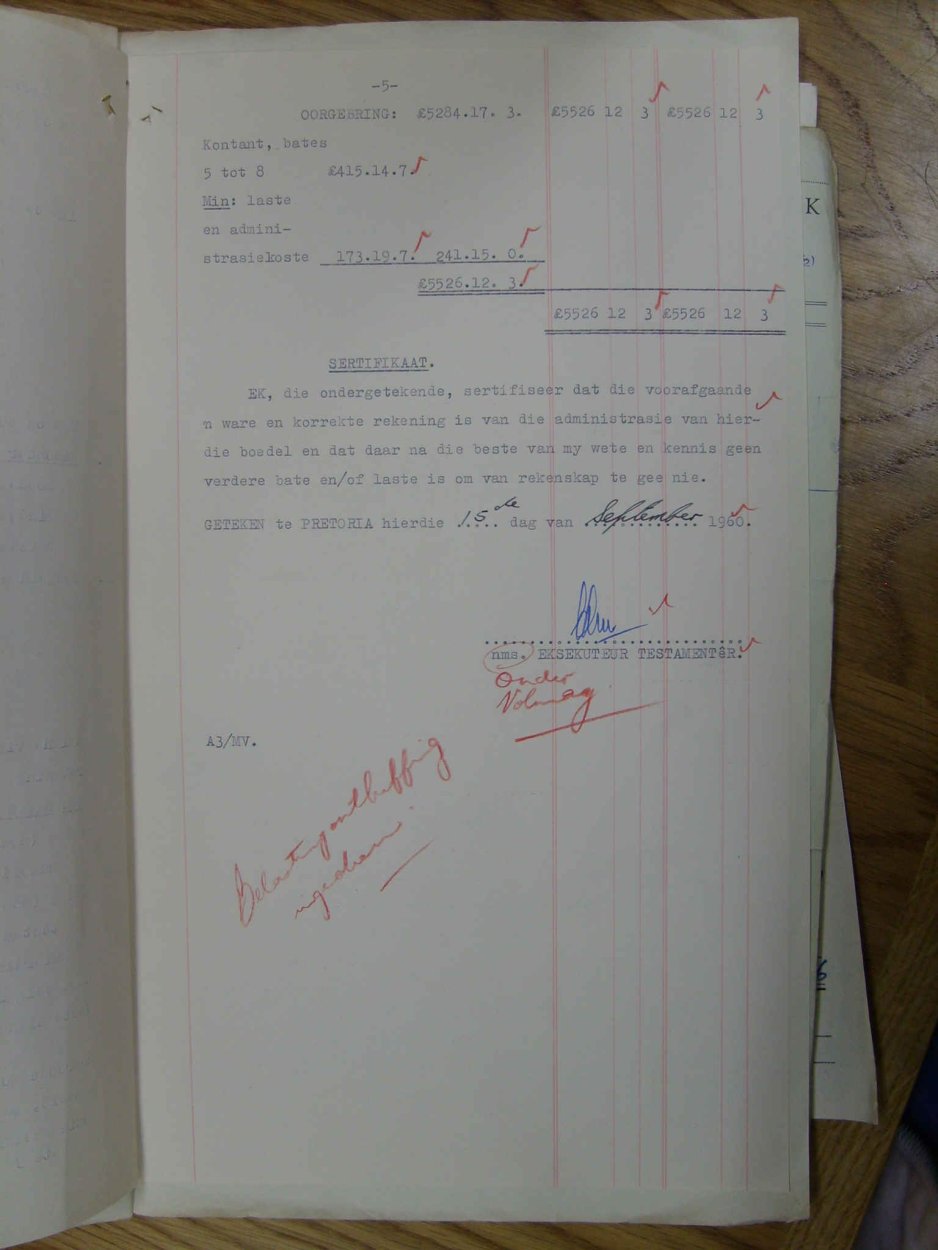 -5-
OORGEBRING: £5284.17. 3. £5526 12 3 £5526 12 3
Kontant, bates
5 tot 8 £415.14.7.
Min: laste
en admini-
strasiekoste 173.19.7. 241.15. 0.
£5526.12. 3.
£5526 12 3 £5526 12 3
SERTIFIKAAT.
EK, die ondergetekende, sertifiseer dat die voorafgaande
'n ware en korrekte rekening is van die administrasie van hier-
die boedel en dat daar na die beste van my wete en kennis geen
verdere bate en/of laste is om van rekenskap te gee nie.
GETEKEN te PRETORIA hierdie 15de dag van September 1960.
nms. EKSEKUTEUR TESTAMENTêR.
Onder
Volmag
A3/MV.
Belastingontheffing
K